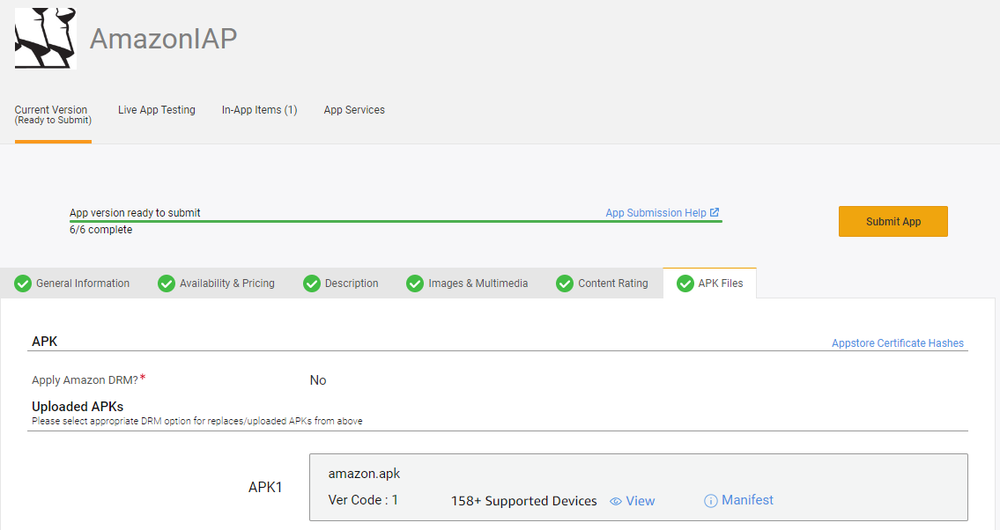 AmazonIAP
Current Version
(Ready to Submit)
Live App Testing
In-App Items (1)
App Services
App version ready to submit
App Submission Help
6/6 complete
Submit App
General Information
Availability & Pricing
Description
Images & Multimedia
Content Rating
APK Files
APK
Appstore Certificate Hashes
Apply Amazon DRM?*
No
Uploaded APKs
Please select appropriate DRM option for replaces/uploaded APKs from above
APK1
amazon.apk
Ver Code : 1
158+ Supported Devices
View
Manifest